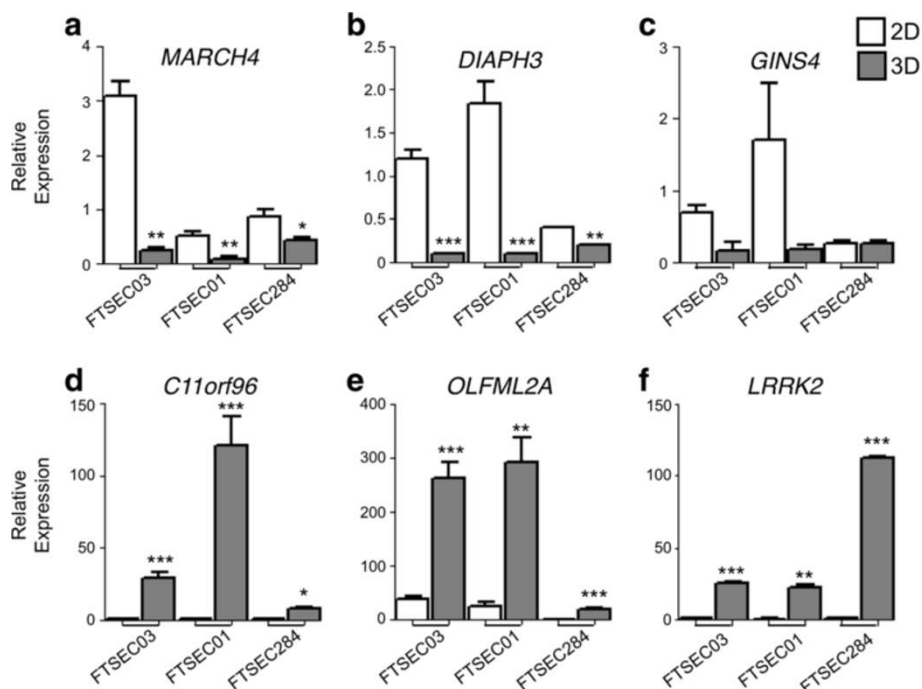 a
MARCH4
b
DIAPH3
c
GINS4
2D
3D
Relative
Expression
4
3
2
1
0
** ** *
FTSEC03
FTSEC01
FTSEC284
2.5
2.0
1.5
1.0
0.5
0.0
*** *** **
FTSEC03
FTSEC01
FTSEC284
3
2
1
0
FTSEC03
FTSEC01
FTSEC284
d
C11orf96
e
OLFML2A
f
LRRK2
Relative
Expression
150
100
50
0
*** *** *
FTSEC03
FTSEC01
FTSEC284
400
300
200
100
0
*** ** ***
FTSEC03
FTSEC01
FTSEC284
150
100
50
0
*** ** ***
FTSEC03
FTSEC01
FTSEC284